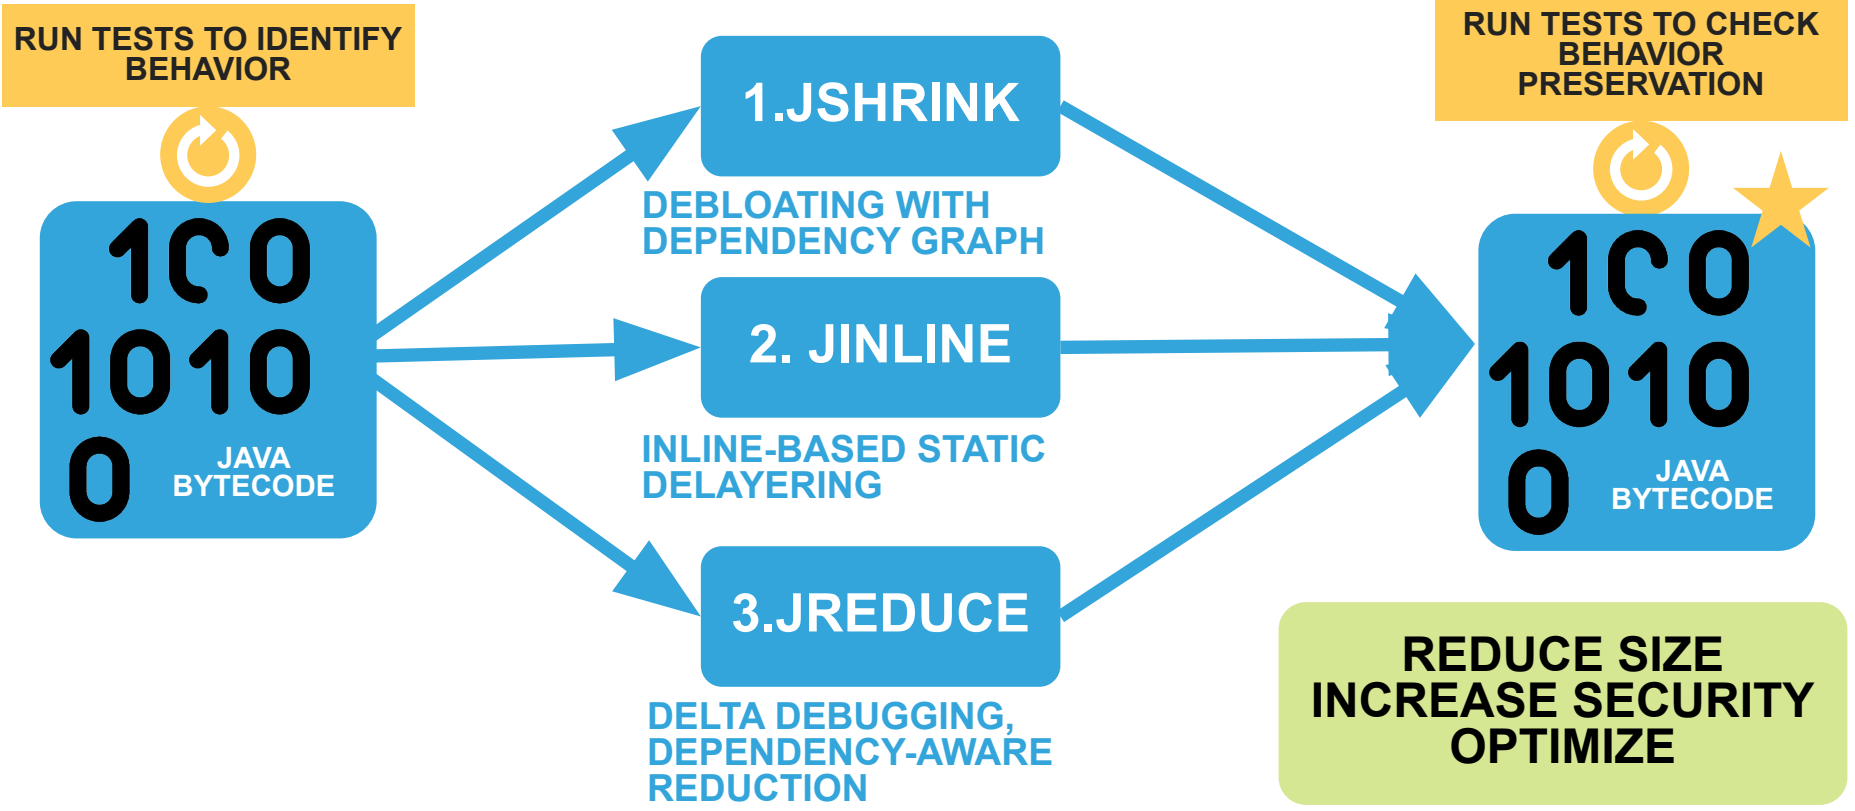 RUN TESTS TO IDENTIFY
BEHAVIOR
100
1010
0
JAVA
BYTECODE
1.JSHRINK
DEBLOATING WITH
DEPENDENCY GRAPH
2. JINLINE
INLINE-BASED STATIC
DELAYERING
3.JREDUCE
DELTA DEBUGGING,
DEPENDENCY-AWARE
REDUCTION
RUN TESTS TO CHECK
BEHAVIOR
PRESERVATION
100
1010
0
JAVA
BYTECODE
REDUCE SIZE
INCREASE SECURITY
OPTIMIZE